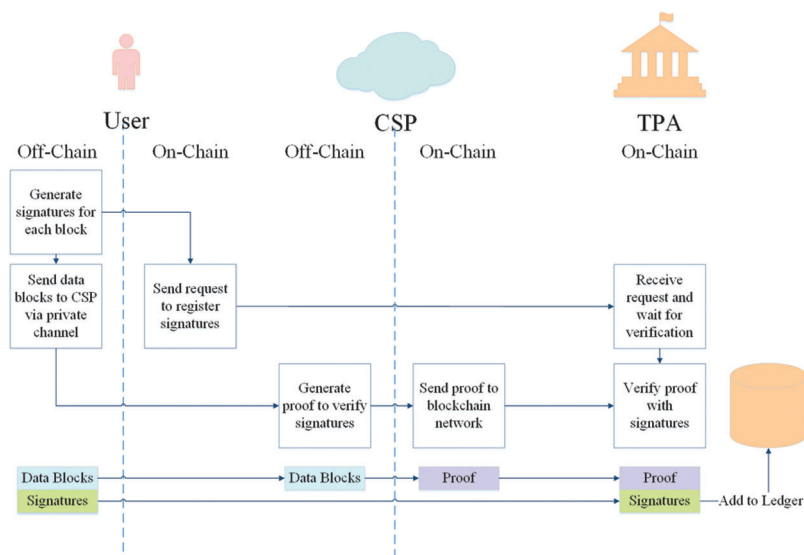 User
CSP
TPA
Off-Chain
On-Chain
Off-Chain
On-Chain
On-Chain
Generate
signatures for
each block
Send data
blocks to CSP
via private
channel
Send request
to register
signatures
Receive
request and
wait for
verification
Generate
proof to verify
signatures
Send proof to
blockchain
network
Verify proof
with
signatures
Data Blocks
Data Blocks
Proof
Proof
Signatures
Signatures
Add to Ledger